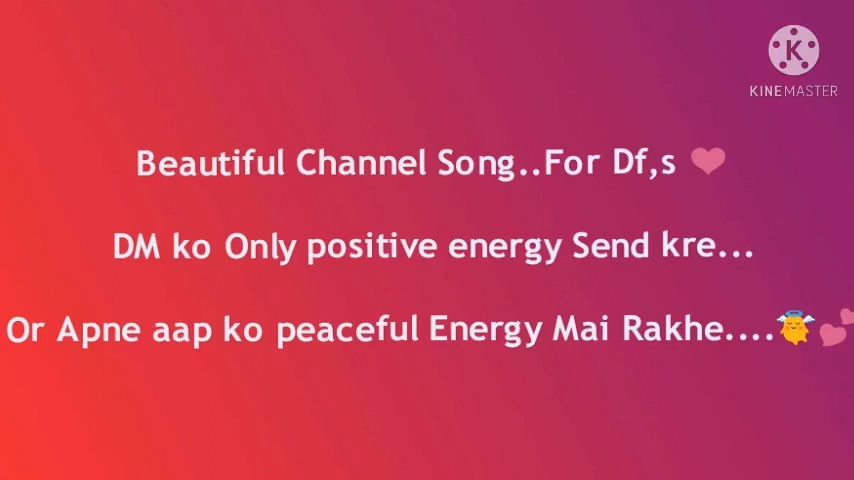 K
KINEMASTER
Beautiful Channel Song..For Df,s ❤
DM ko Only positive energy Send kre...
Or Apne aap ko peaceful Energy Mai Rakhe....😇💕